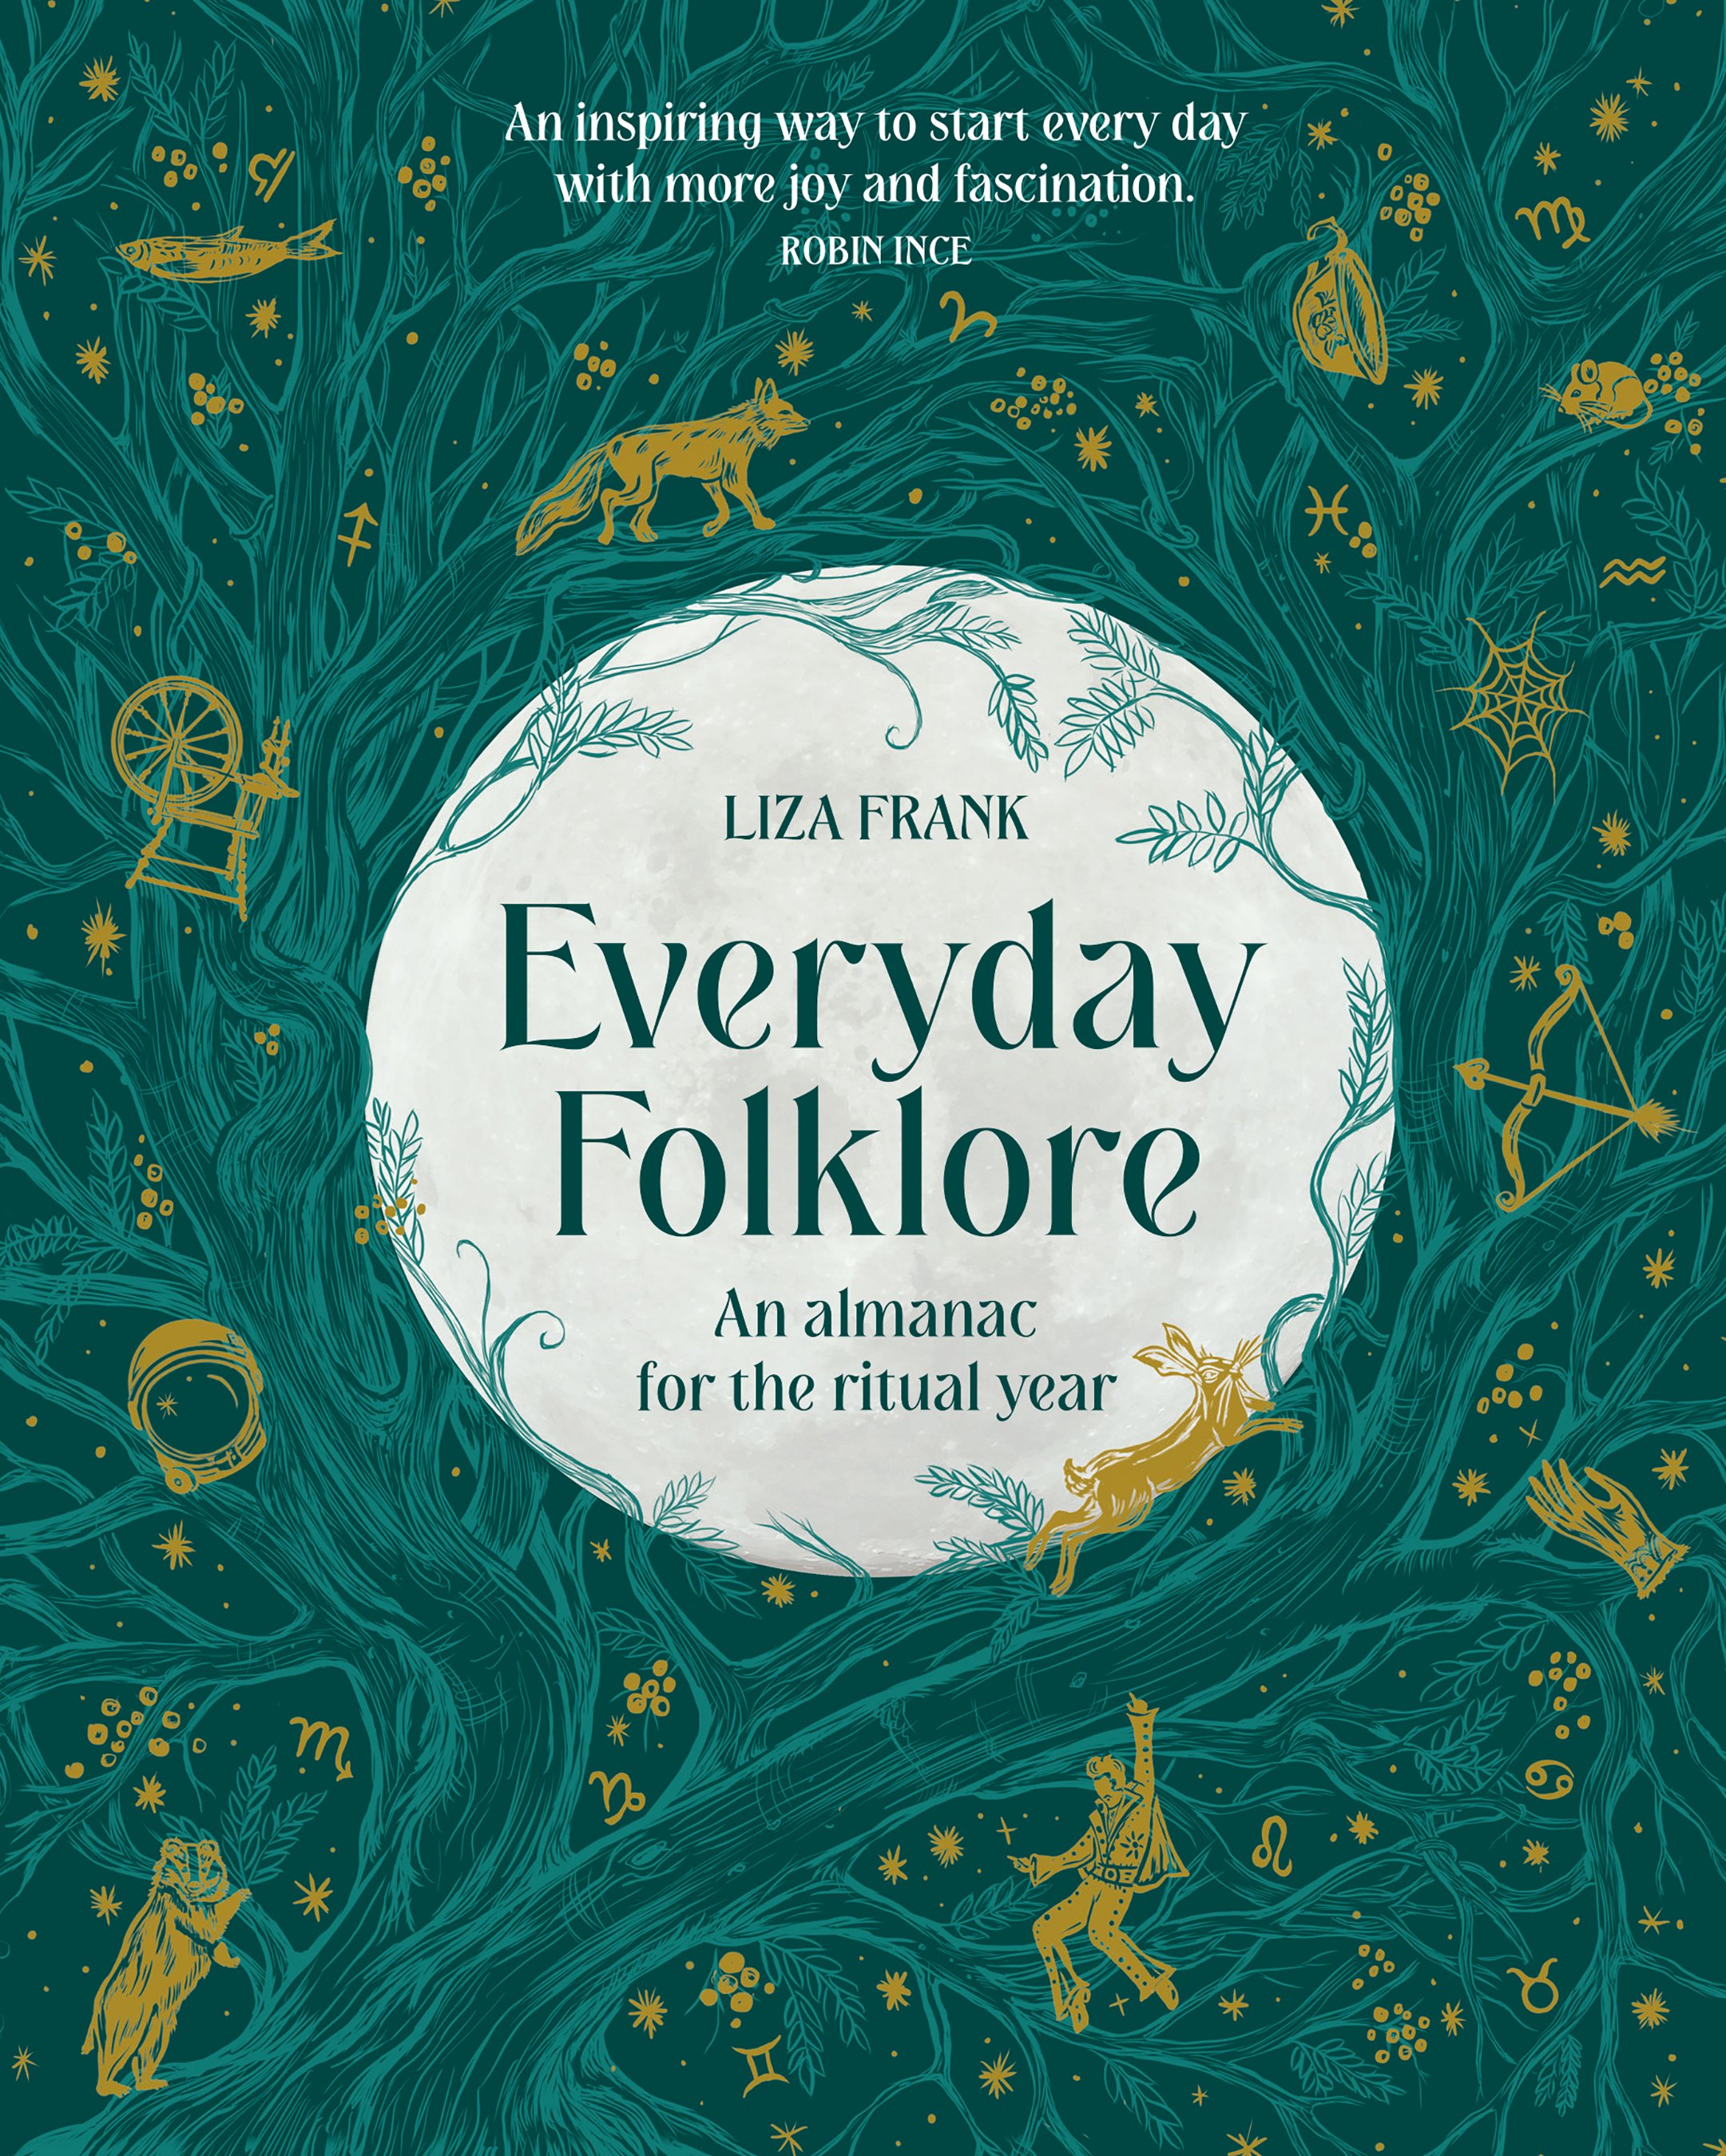 An inspiring way to start every day
with more joy and fascination.
ROBIN INCE
LIZA FRANK
Everyday
Folklore
An almanac
for the ritual year